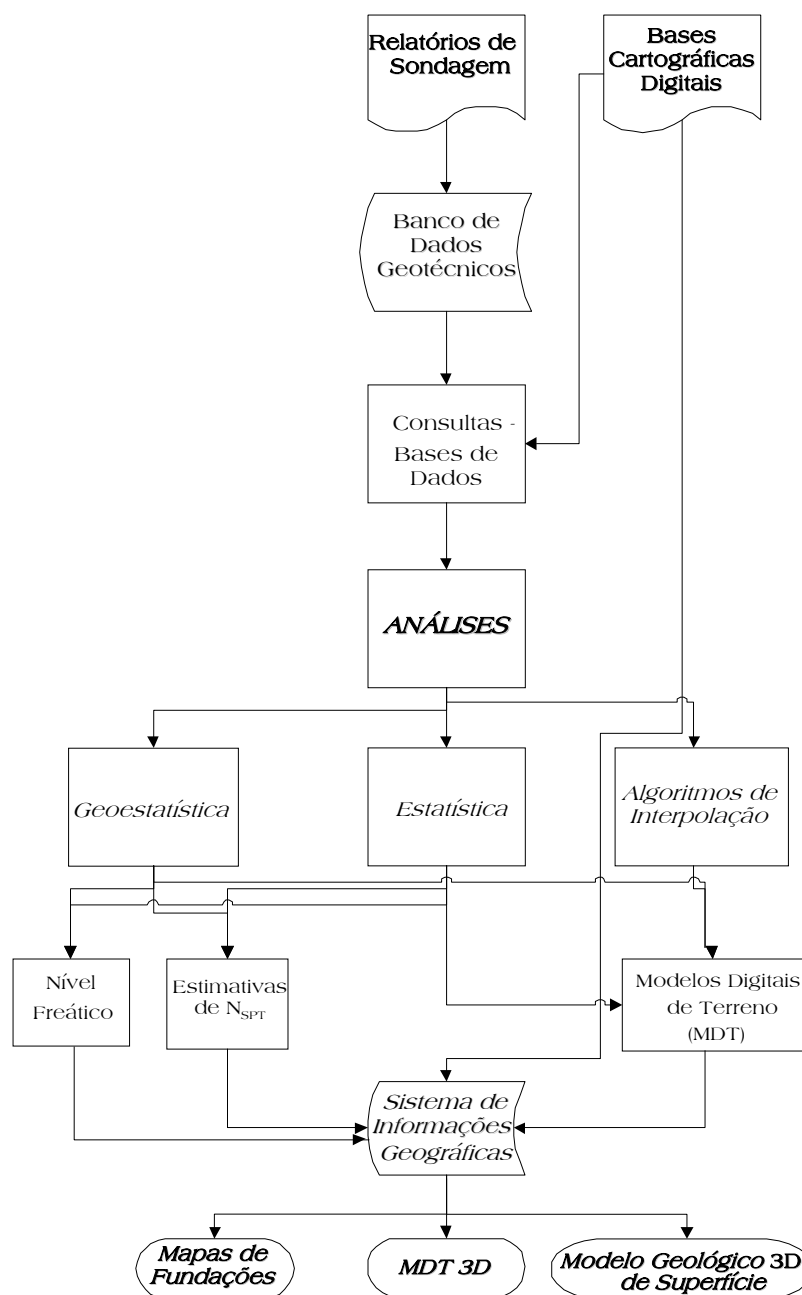 Relatórios de
Sondagem
Bases
Cartográficas
Digitais
Banco de
Dados
Geotécnicos
Consultas -
Bases de
Dados
ANÁLISES
Geoestatística
Estatística
Algoritmos de
Interpolação
Nível
Freático
Estimativas
de NSPT
Modelos Digitais
de Terreno
(MDT)
Sistema de
Informações
Geográficas
Mapas de
Fundações
MDT 3D
Modelo Geológico 3D
de Superfície